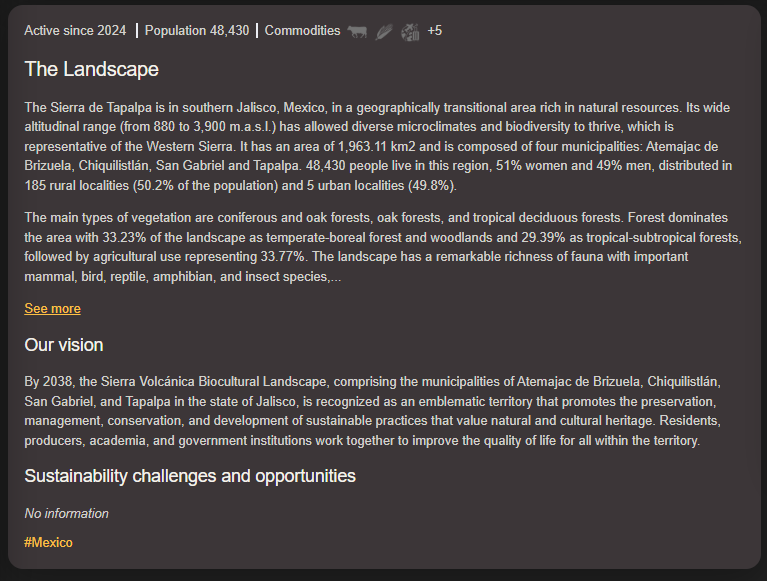 Active since 2024 | Population 48,430 | Commodities +5
The Landscape
The Sierra de Tapalpa is in southern Jalisco, Mexico, in a geographically transitional area rich in natural resources. Its wide
altitudinal range (from 880 to 3,900 m.a.s.l.) has allowed diverse microclimates and biodiversity to thrive, which is
representative of the Western Sierra. It has an area of 1,963.11 km2 and is composed of four municipalities: Atemajac de
Brizuela, Chiquilistlán, San Gabriel and Tapalpa. 48,430 people live in this region, 51% women and 49% men, distributed in
185 rural localities (50.2% of the population) and 5 urban localities (49.8%).
The main types of vegetation are coniferous and oak forests, oak forests, and tropical deciduous forests. Forest dominates
the area with 33.23% of the landscape as temperate-boreal forest and woodlands and 29.39% as tropical-subtropical forests,
followed by agricultural use representing 33.77%. The landscape has a remarkable richness of fauna with important
mammal, bird, reptile, amphibian, and insect species,...
See more
Our vision
By 2038, the Sierra Volcánica Biocultural Landscape, comprising the municipalities of Atemajac de Brizuela, Chiquilistlán,
San Gabriel, and Tapalpa in the state of Jalisco, is recognized as an emblematic territory that promotes the preservation,
management, conservation, and development of sustainable practices that value natural and cultural heritage. Residents,
producers, academia, and government institutions work together to improve the quality of life for all within the territory.
Sustainability challenges and opportunities
No information
#Mexico